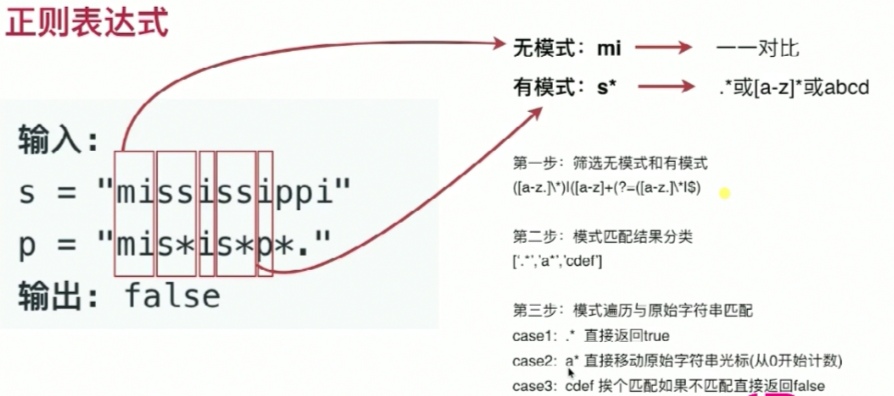 正则表达式
输入:
s = "mississippi"
p = "mis*is*p*."
输出: false
无模式：mi 一一对比
有模式：s* .*或[a-z]*或abcd
第一步：筛选无模式和有模式
([a-z.]\*)|([a-z]+(?=([a-z.]\*|$)
第二步：模式匹配结果分类
['.*','a*','cdef']
第三步：模式遍历与原始字符串匹配
case1: .* 直接返回true
case2: a* 直接移动原始字符串光标(从0开始计数)
case3: cdef 挨个匹配如果不匹配直接返回false